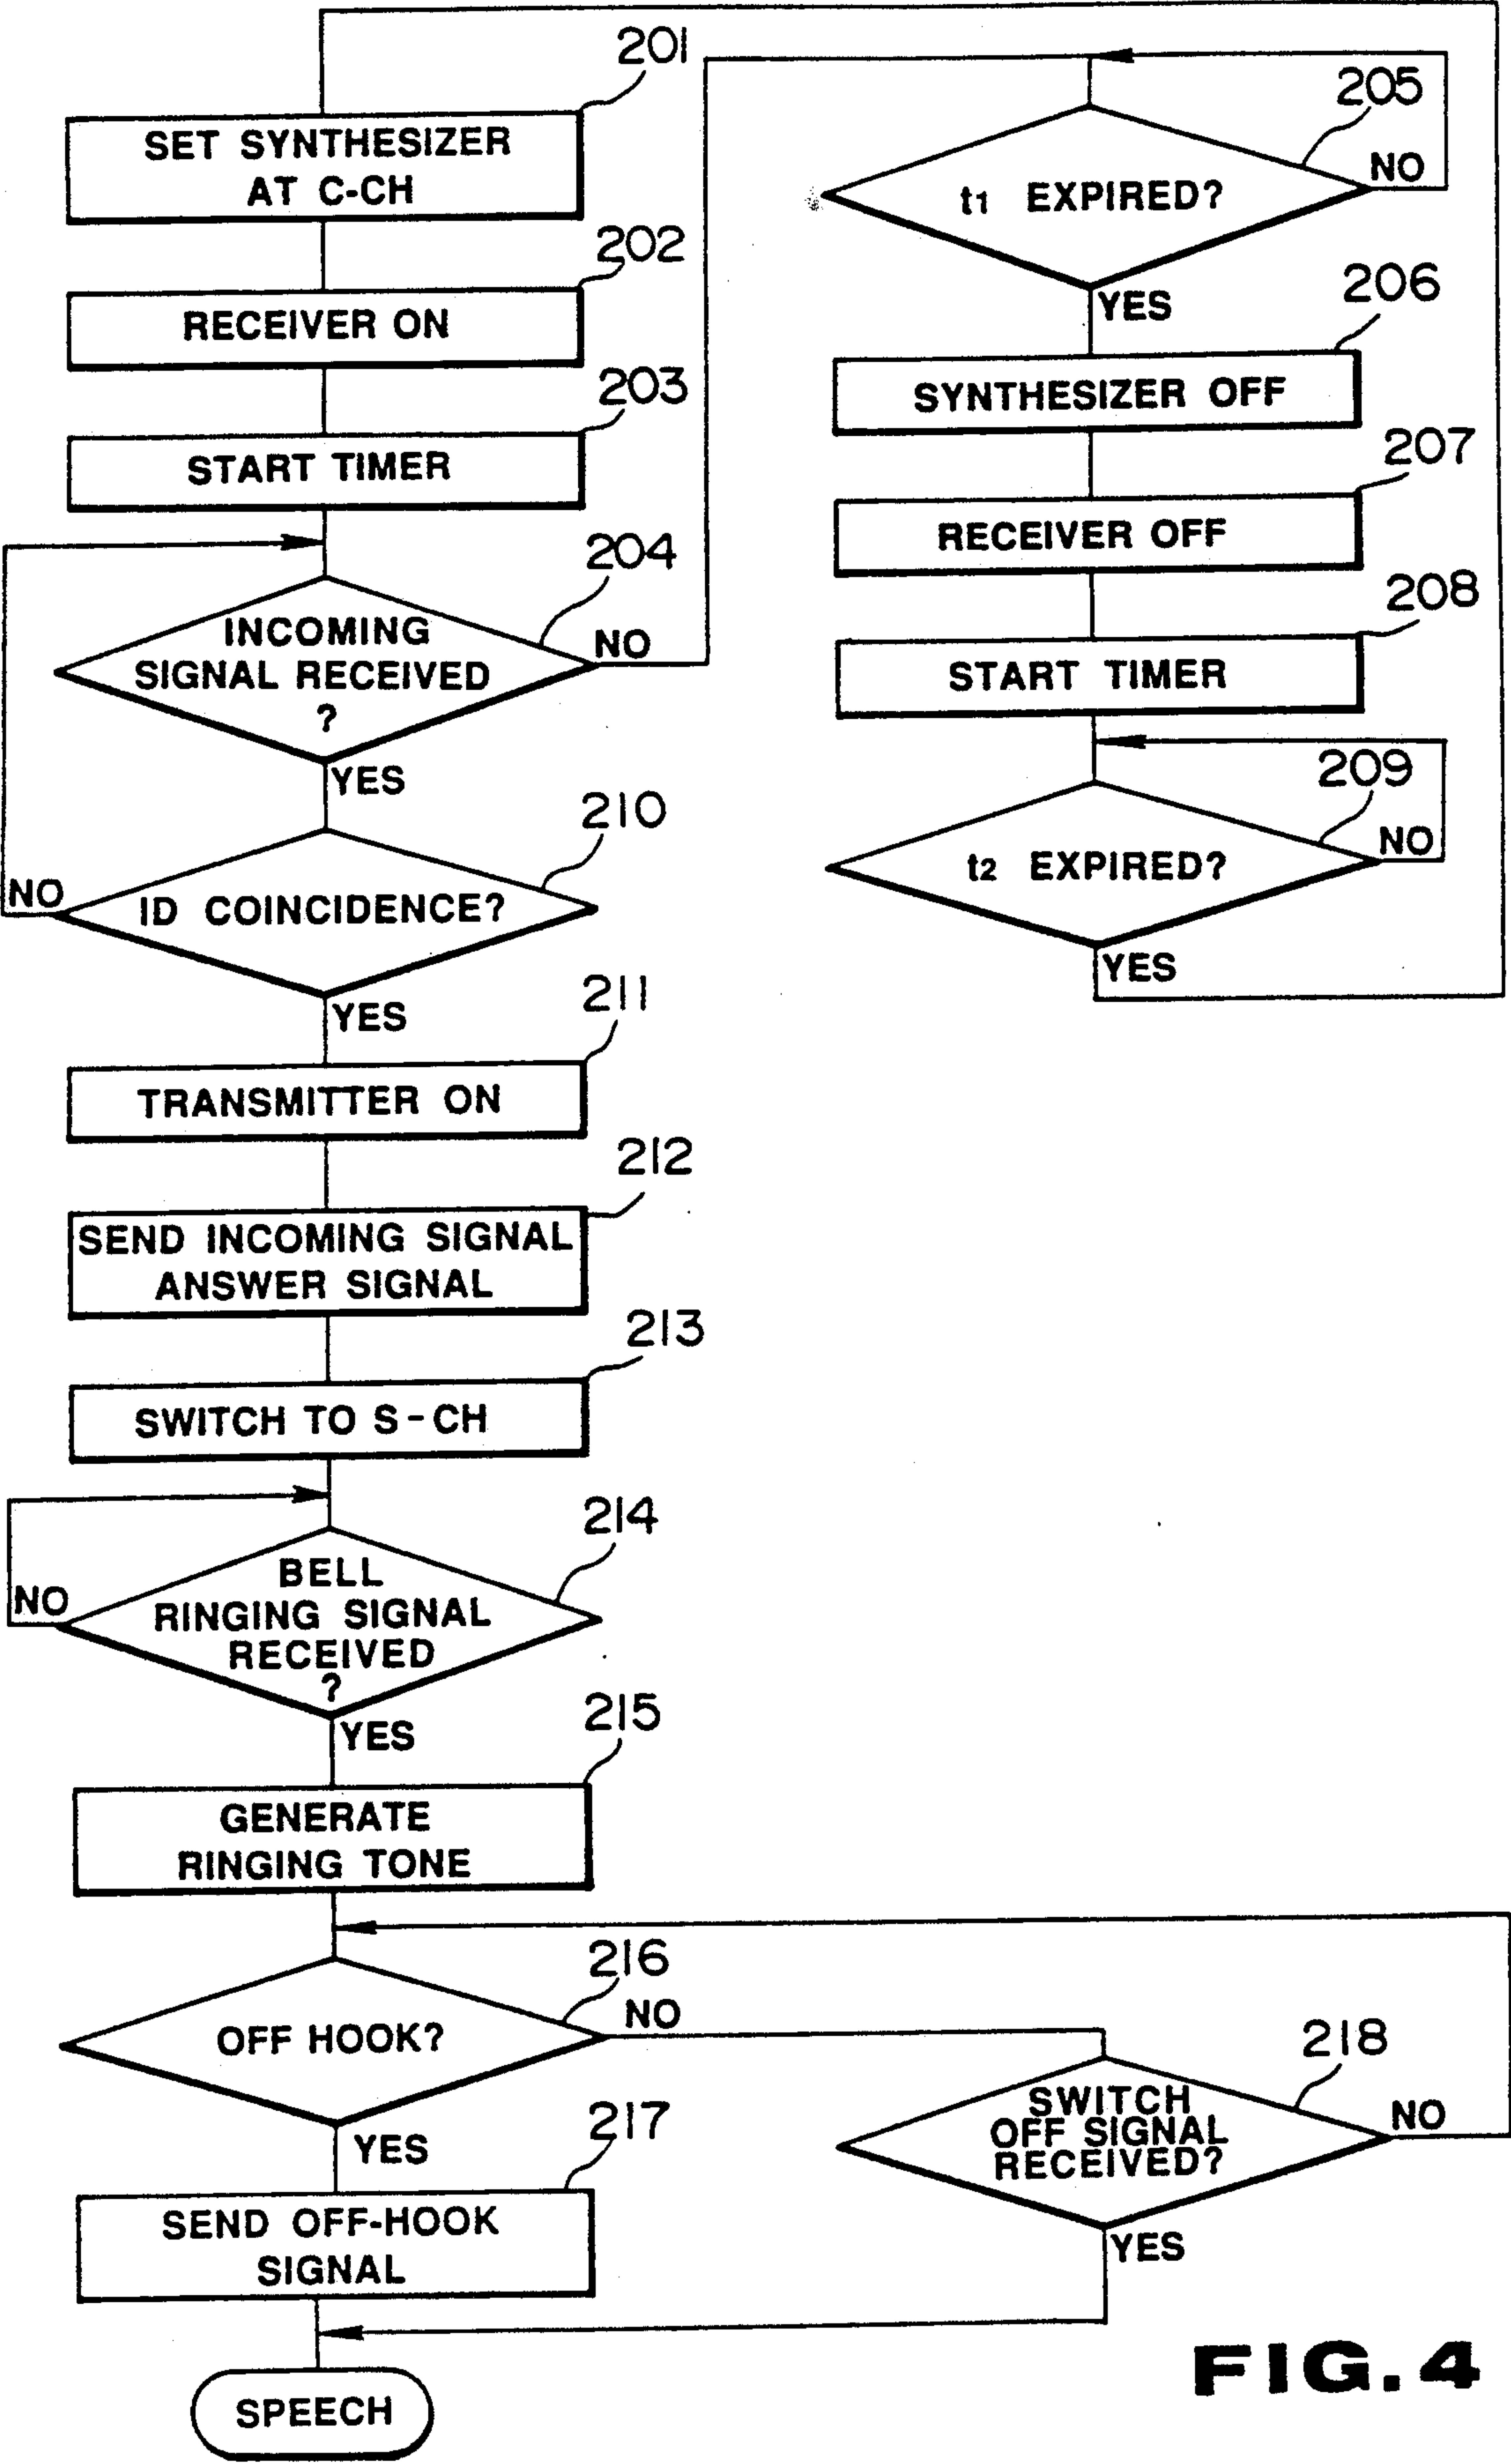 201
SET SYNTHESIZER
AT C-CH
202
RECEIVER ON
203
START TIMER
204
INCOMING
SIGNAL RECEIVED
?
NO
YES
205
t1 EXPIRED?
NO
YES
206
SYNTHESIZER OFF
207
RECEIVER OFF
208
START TIMER
209
t2 EXPIRED?
NO
YES
210
ID COINCIDENCE?
NO
YES
211
TRANSMITTER ON
212
SEND INCOMING SIGNAL
ANSWER SIGNAL
213
SWITCH TO S-CH
214
BELL
RINGING SIGNAL
RECEIVED
?
NO
YES
215
GENERATE
RINGING TONE
216
OFF HOOK?
NO
YES
217
SEND OFF-HOOK
SIGNAL
218
SWITCH
OFF SIGNAL
RECEIVED?
NO
YES
SPEECH
FIG.4